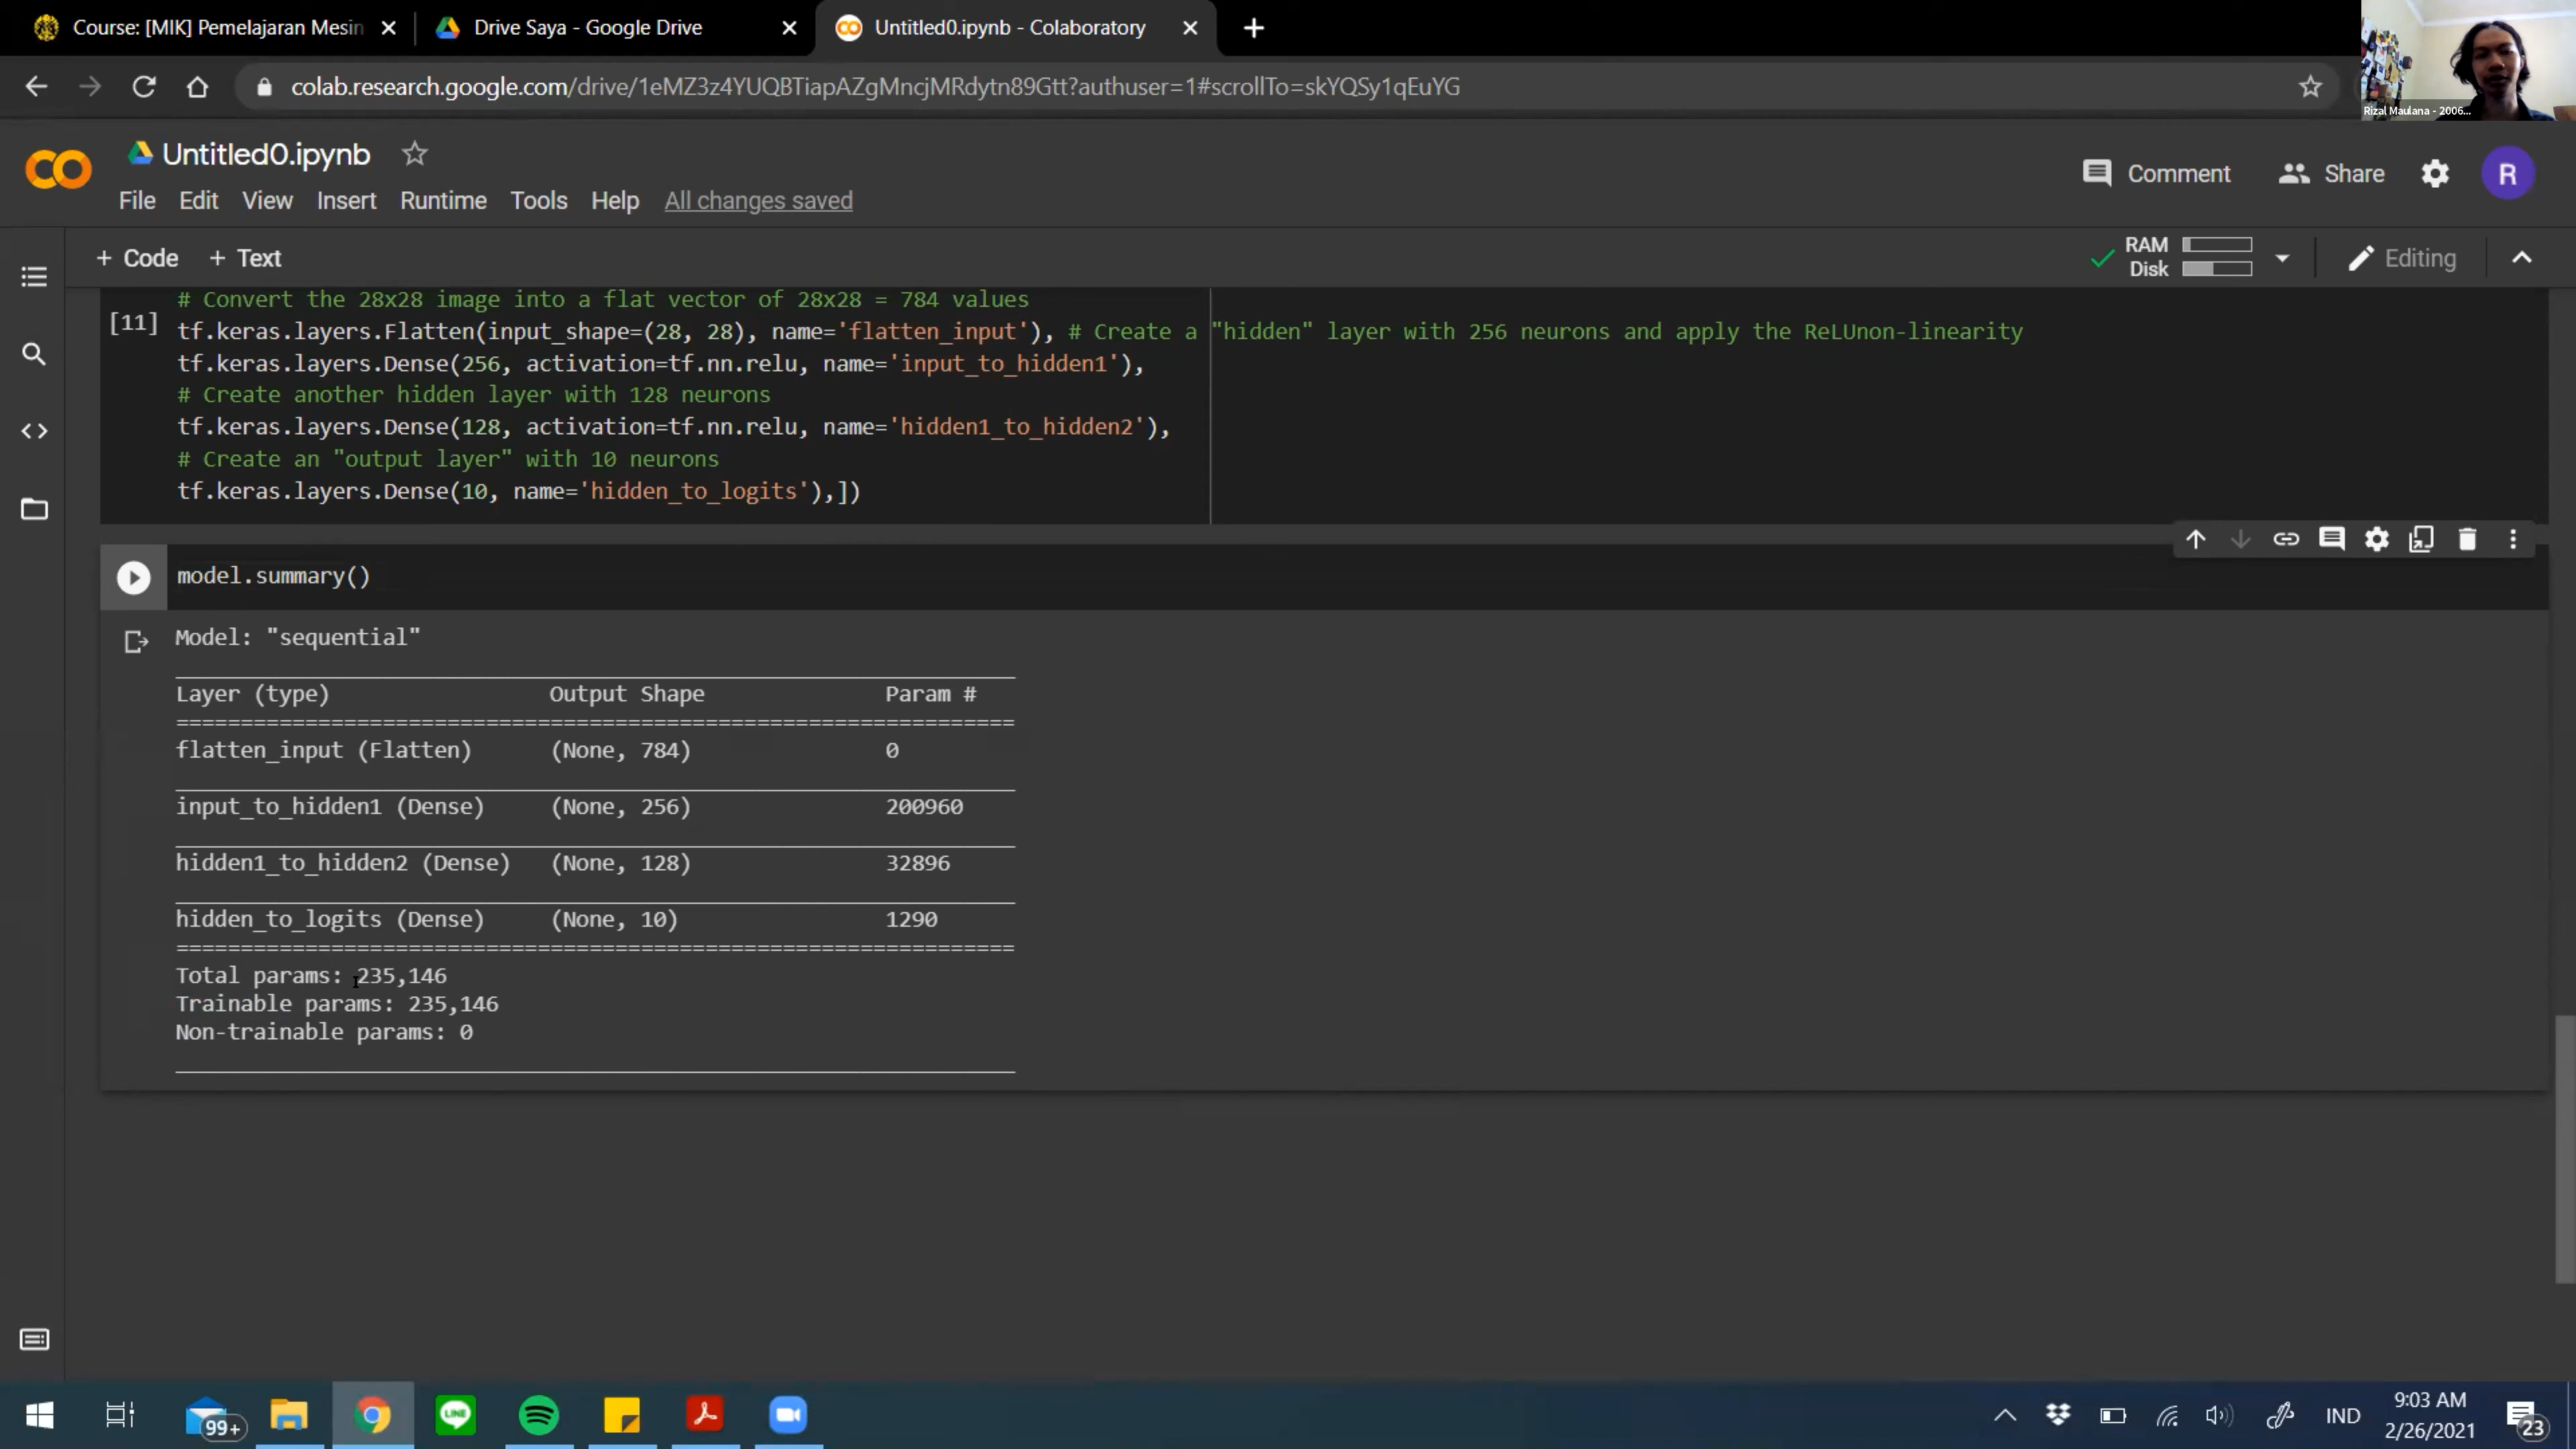 Course: [MIK] Pemelajaran Mesin
Drive Saya - Google Drive
Untitled0.ipynb - Colaboratory
colab.research.google.com/drive/1eMZ3z4YUQBTiapAZgMncjMRdytn89Gtt?authuser=1#scrollTo=skYQSy1qEuYG
Rizal Maulana - 2006...
Untitled0.ipynb
Comment
Share
R
File Edit View Insert Runtime Tools Help All changes saved
+ Code + Text
RAM
Disk
Editing
# Convert the 28x28 image into a flat vector of 28x28 = 784 values
[11]
tf.keras.layers.Flatten(input_shape=(28, 28), name='flatten_input'), # Create a "hidden" layer with 256 neurons and apply the ReLUnon-linearity
tf.keras.layers.Dense(256, activation=tf.nn.relu, name='input_to_hidden1'),
# Create another hidden layer with 128 neurons
tf.keras.layers.Dense(128, activation=tf.nn.relu, name='hidden1_to_hidden2'),
# Create an "output layer" with 10 neurons
tf.keras.layers.Dense(10, name='hidden_to_logits'),])
model.summary()
Model: "sequential"
Layer (type) Output Shape Param #
flatten_input (Flatten) (None, 784) 0
input_to_hidden1 (Dense) (None, 256) 200960
hidden1_to_hidden2 (Dense) (None, 128) 32896
hidden_to_logits (Dense) (None, 10) 1290
Total params: 235,146
Trainable params: 235,146
Non-trainable params: 0
99+
LINE
IND
9:03 AM
2/26/2021
23